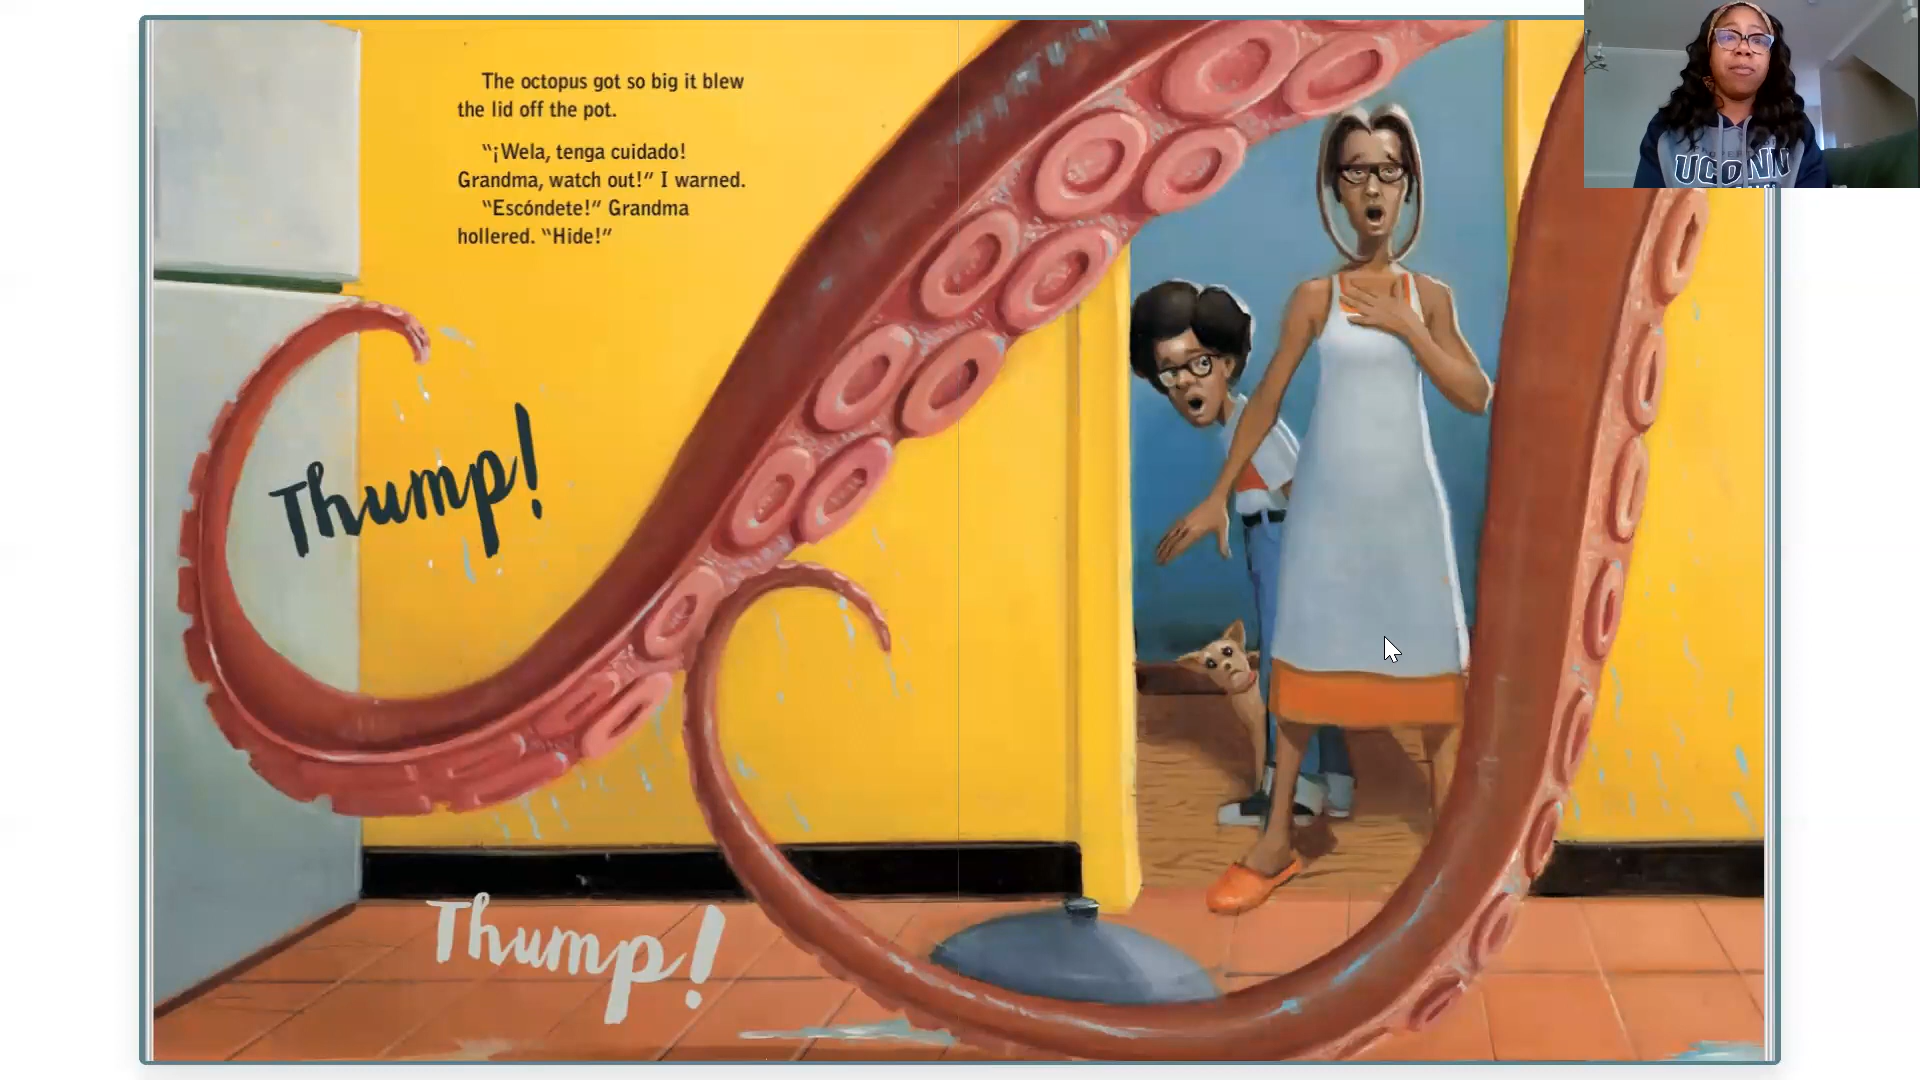 The octopus got so big it blew
the lid off the pot.
“¡Wela, tenga cuidado!
Grandma, watch out!” I warned.
“Escóndete!” Grandma
hollered. “Hide!”
Thump!
Thump!
UCONN